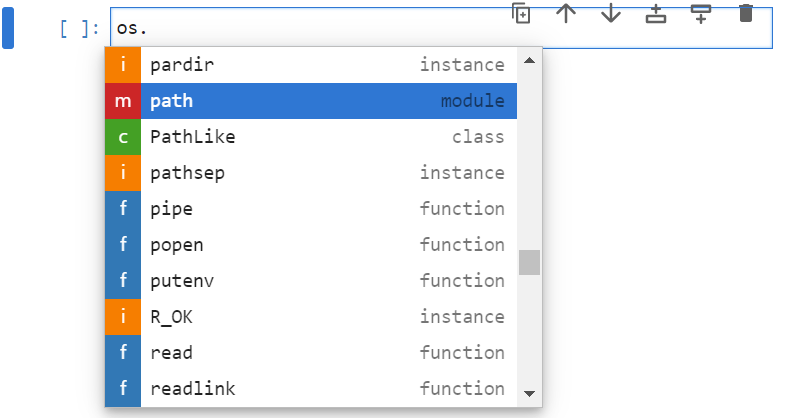 [ ]: os.
i pardir instance
m path module
c PathLike class
i pathsep instance
f pipe function
f popen function
f putenv function
i R_OK instance
f read function
f readlink function